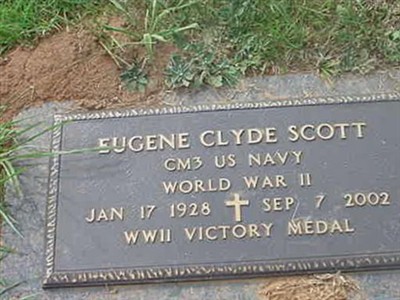 EUGENE CLYDE SCOTT
CM3 US NAVY
WORLD WAR II
JAN 17 1928 SEP 7 2002
WWII VICTORY MEDAL